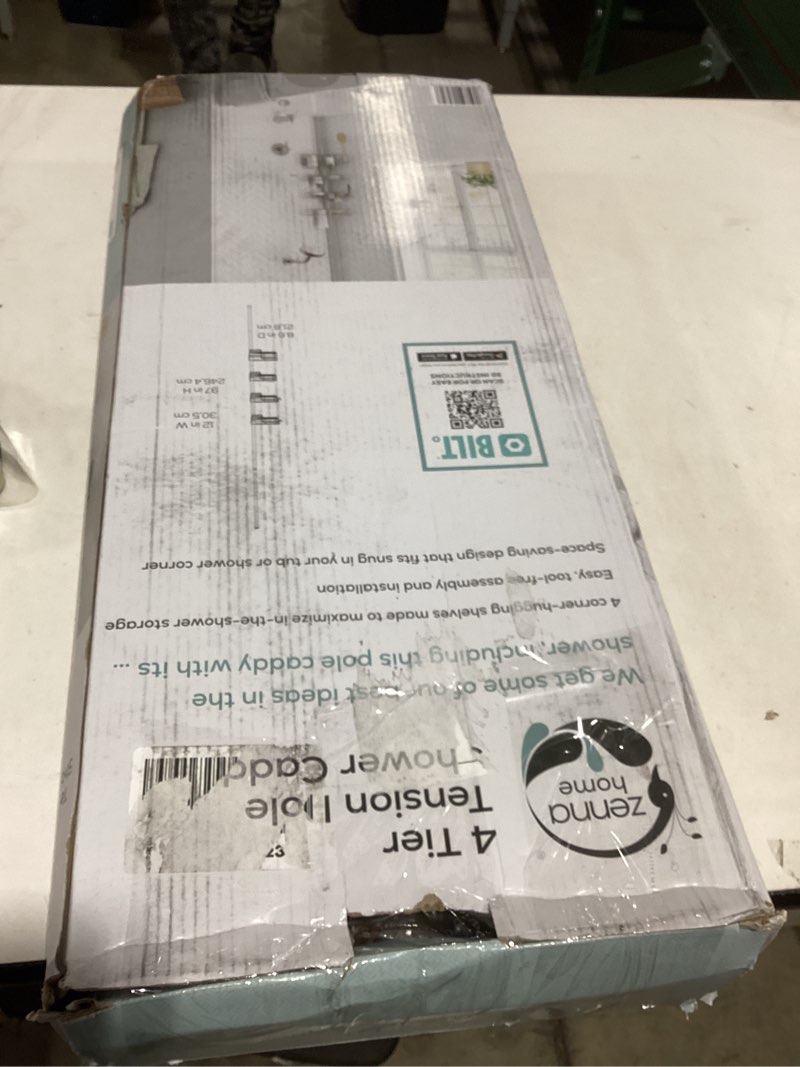 zenna
home
4 Tier
Tension Pole
Shower Caddy
37
We get some of our best ideas in the
shower, including this pole caddy with its ...
4 corner-hugging shelves made to maximize in-the-shower storage
Easy, tool-free assembly and installation
Space-saving design that fits snug in your tub or shower corner
BILT
SCAN QR FOR EASY
3D INSTRUCTIONS
12 in W
30.5 cm
97 in H
246.4 cm
8.6 in D
21.8 cm